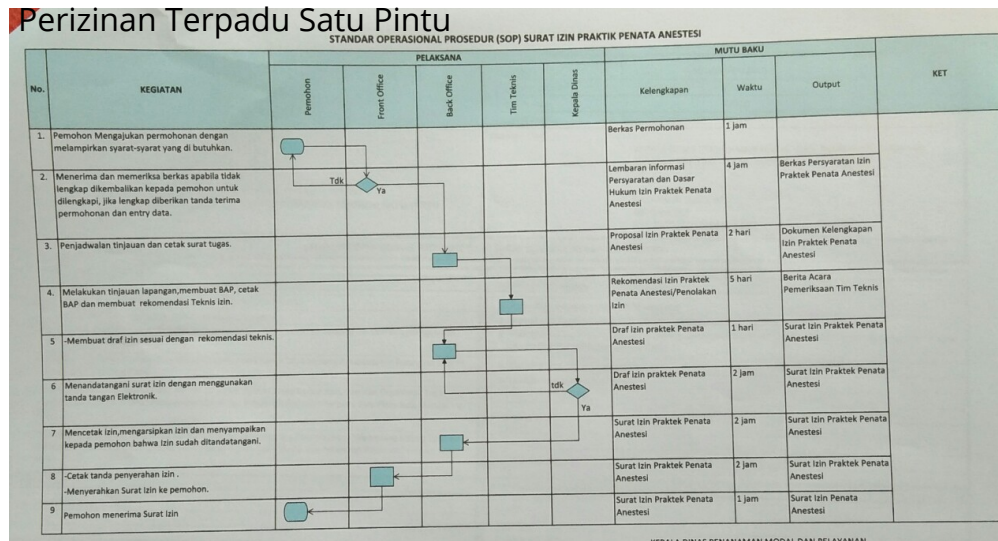 Perizinan Terpadu Satu Pintu
STANDAR OPERASIONAL PROSEDUR (SOP) SURAT IZIN PRAKTIK PENATA ANESTESI
No.
KEGIATAN
PELAKSANA
MUTU BAKU
KET
Pemohon
Front Office
Back Office
Tim Teknis
Kepala Dinas
Kelengkapan
Waktu
Output
1.
Pemohon Mengajukan permohonan dengan
melampirkan syarat-syarat yang di butuhkan.
Berkas Permohonan
1 jam
2.
Menerima dan memeriksa berkas apabila tidak
lengkap dikembalikan kepada pemohon untuk
dilengkapi, jika lengkap diberikan tanda terima
permohonan dan entry data.
Tdk
Ya
Lembaran informasi
Persyaratan dan Dasar
Hukum Izin Praktek Penata
Anestesi
4 jam
Berkas Persyaratan Izin
Praktek Penata Anestesi
3.
Penjadwalan tinjauan dan cetak surat tugas.
Proposal Izin Praktek Penata
Anestesi
2 hari
Dokumen Kelengkapan
Izin Praktek Penata
Anestesi
4.
Melakukan tinjauan lapangan,membuat BAP, cetak
BAP dan membuat rekomendasi Teknis izin.
Rekomendasi Izin Praktek
Penata Anestesi/Penolakan
Izin
5 hari
Berita Acara
Pemeriksaan Tim Teknis
5
-Membuat draf izin sesuai dengan rekomendasi teknis.
Draf Izin praktek Penata
Anestesi
1 hari
Surat Izin Praktek Penata
Anestesi
6
Menandatangani surat izin dengan menggunakan
tanda tangan Elektronik.
tdk
Ya
Draf izin praktek Penata
Anestesi
2 jam
Surat Izin Praktek Penata
Anestesi
7
Mencetak izin,mengarsipkan izin dan menyampaikan
kepada pemohon bahwa Izin sudah ditandatangani.
Surat Izin Praktek Penata
Anestesi
2 jam
Surat Izin Praktek Penata
Anestesi
8
-Cetak tanda penyerahan izin .
-Menyerahkan Surat Izin ke pemohon.
Surat Izin Praktek Penata
Anestesi
2 jam
Surat Izin Praktek Penata
Anestesi
9
Pemohon menerima Surat Izin
Surat Izin Praktek Penata
Anestesi
1 jam
Surat Izin Penata
Anestesi
KEPALA DINAS PENANAMAN MODAL DAN PELAYANAN